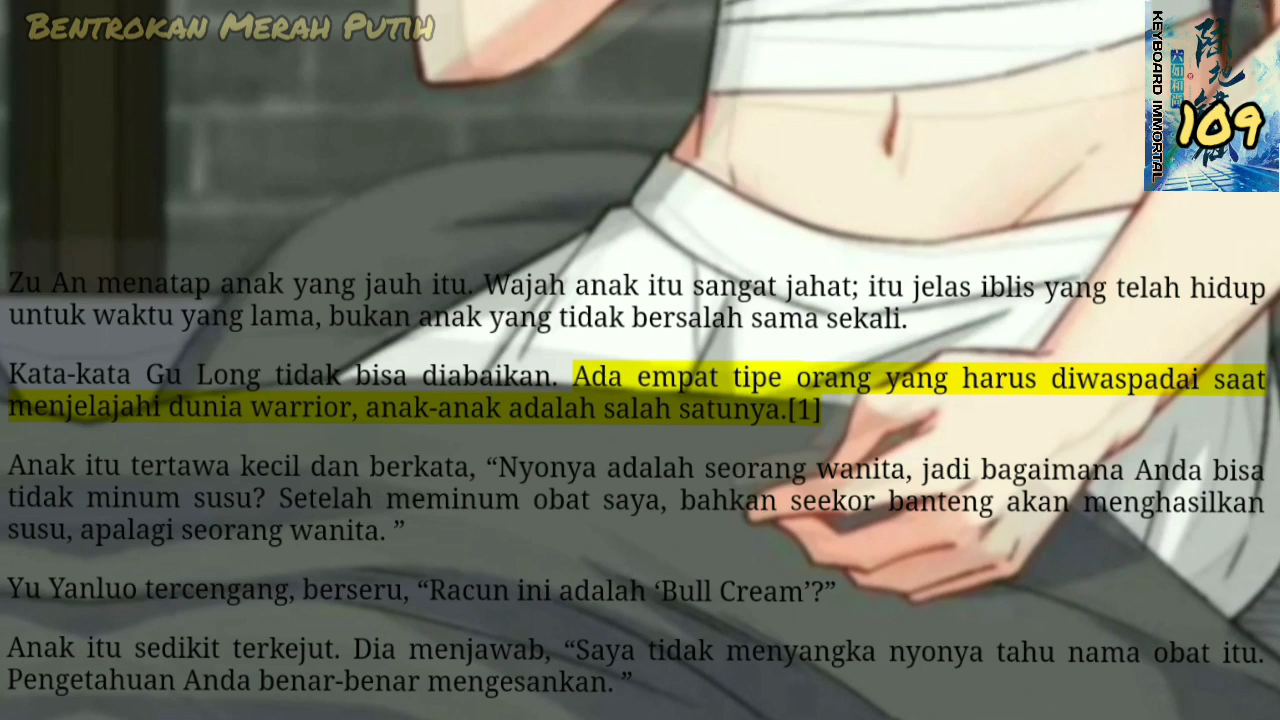 BENTROKAN MERAH PUTIH
KEYBOARD IMMORTAL
109
Zu An menatap anak yang jauh itu. Wajah anak itu sangat jahat; itu jelas iblis yang telah hidup
untuk waktu yang lama, bukan anak yang tidak bersalah sama sekali.
Kata-kata Gu Long tidak bisa diabaikan. Ada empat tipe orang yang harus diwaspadai saat
menjelajahi dunia warrior, anak-anak adalah salah satunya.[1]
Anak itu tertawa kecil dan berkata, “Nyonya adalah seorang wanita, jadi bagaimana Anda bisa
tidak minum susu? Setelah meminum obat saya, bahkan seekor banteng akan menghasilkan
susu, apalagi seorang wanita. ”
Yu Yanluo tercengang, berseru, “Racun ini adalah ‘Bull Cream’?”
Anak itu sedikit terkejut. Dia menjawab, “Saya tidak menyangka nyonya tahu nama obat itu.
Pengetahuan Anda benar-benar mengesankan. ”